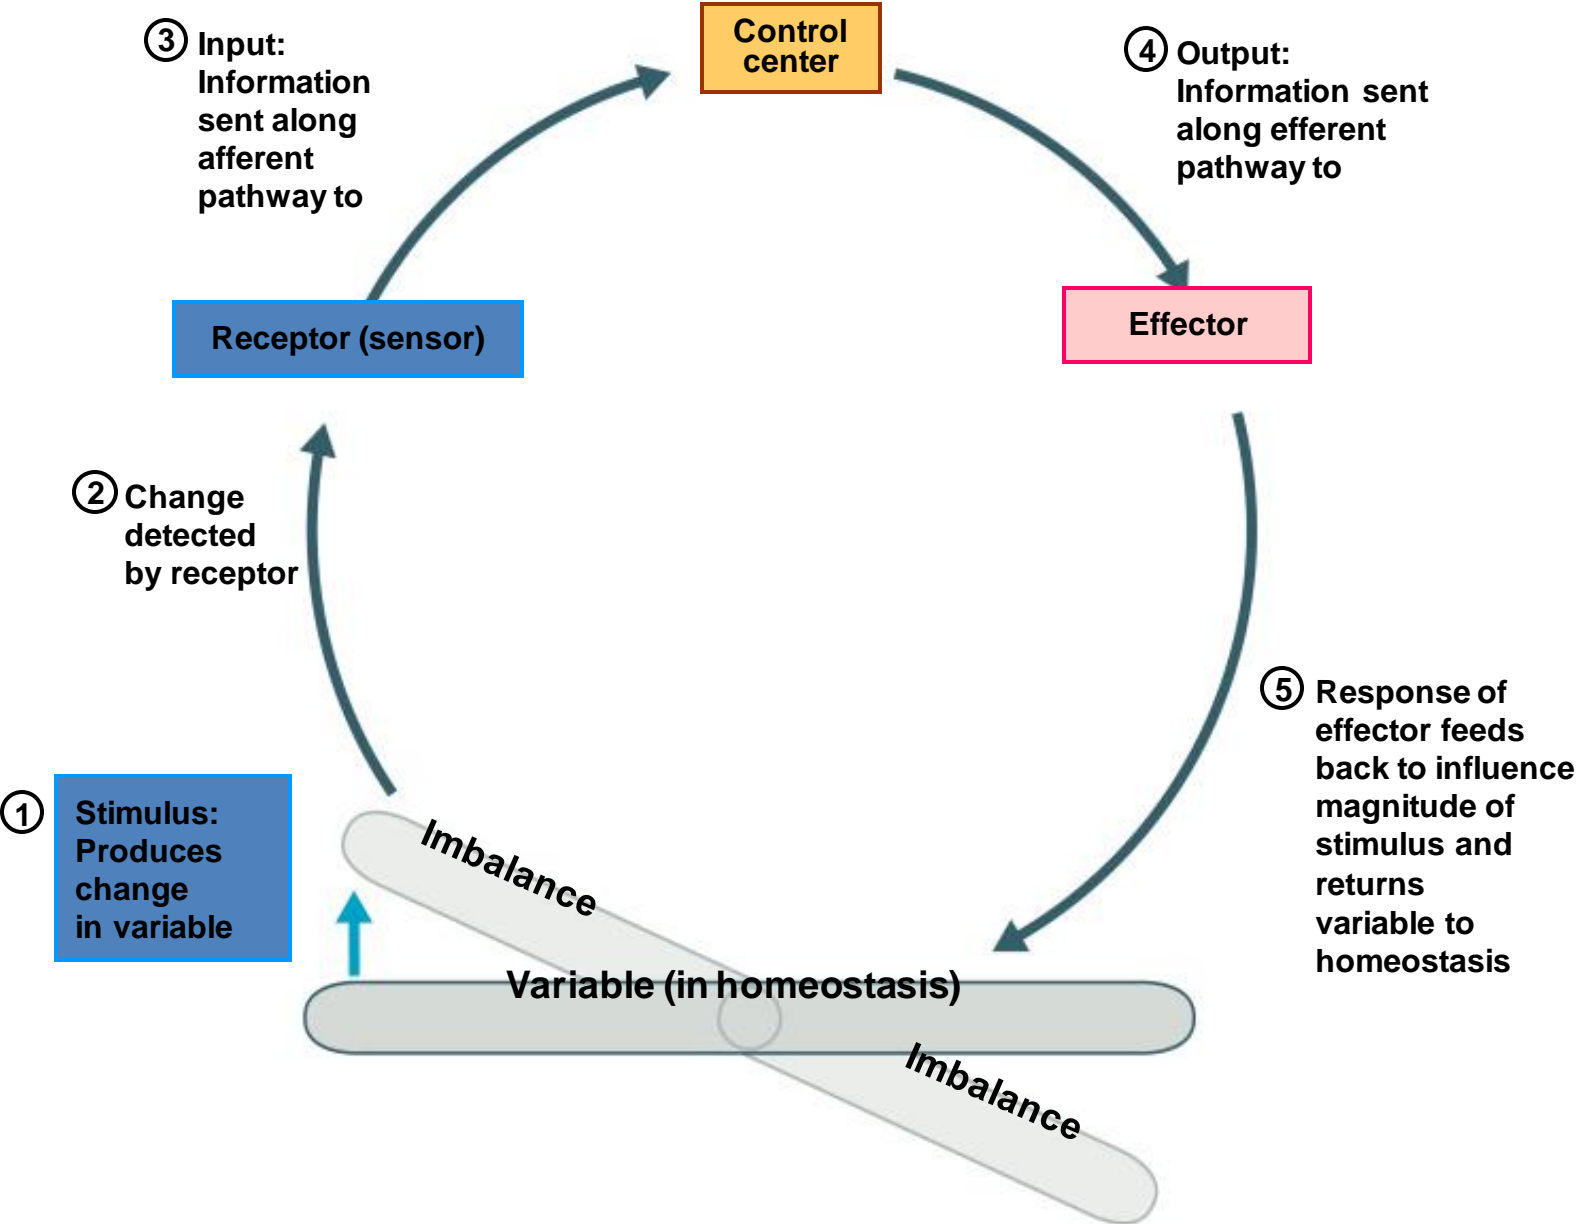 3 Input:
Information
sent along
afferent
pathway to
Control
center
4 Output:
Information sent
along efferent
pathway to
Receptor (sensor)
Effector
2 Change
detected
by receptor
1 Stimulus:
Produces
change
in variable
5 Response of
effector feeds
back to influence
magnitude of
stimulus and
returns
variable to
homeostasis
Imbalance
Variable (in homeostasis)
Imbalance